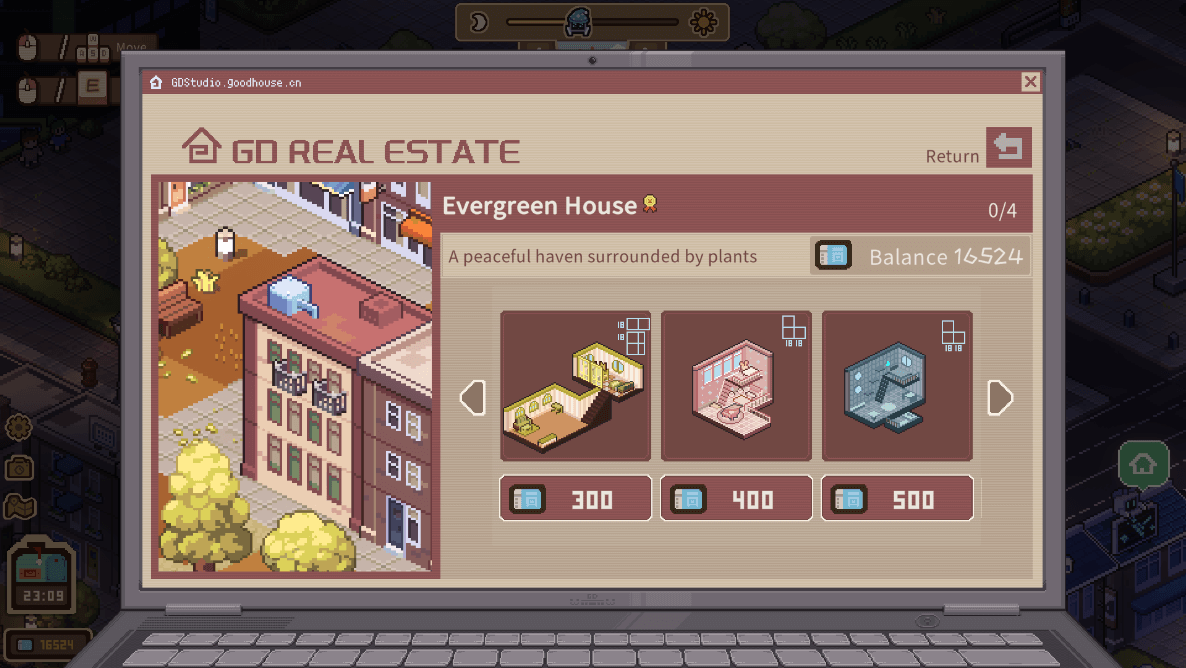 Move
E
GDStudio.goodhouse.cn
GD REAL ESTATE
Return
Evergreen House
0/4
A peaceful haven surrounded by plants
Balance 16524
18
18
18 18
18 18
300
400
500
23:09
16524